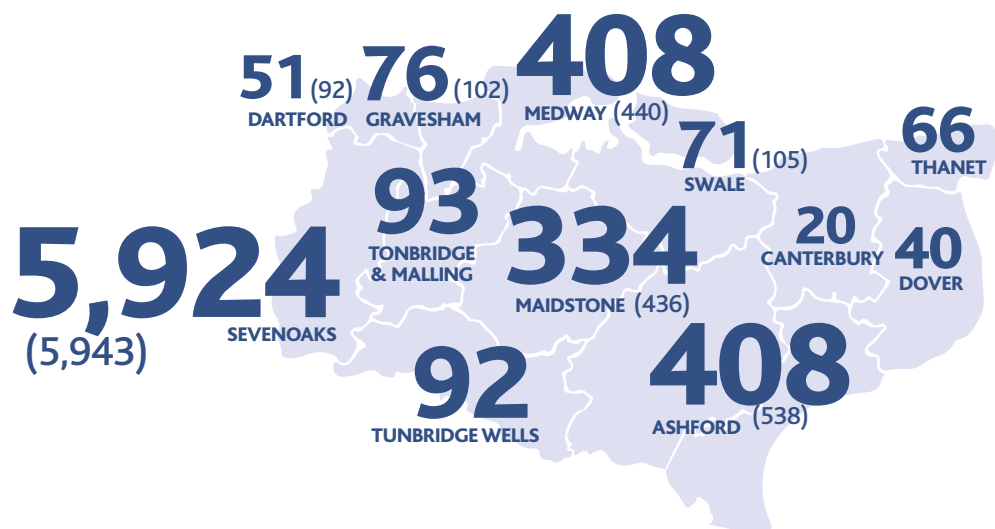 51 (92)
DARTFORD
76 (102)
GRAVESHAM
408
MEDWAY (440)
71 (105)
SWALE
66
THANET
5,924
(5,943)
SEVENOAKS
93
TONBRIDGE
& MALLING
334
MAIDSTONE (436)
20
CANTERBURY
40
DOVER
92
TUNBRIDGE WELLS
408
ASHFORD (538)